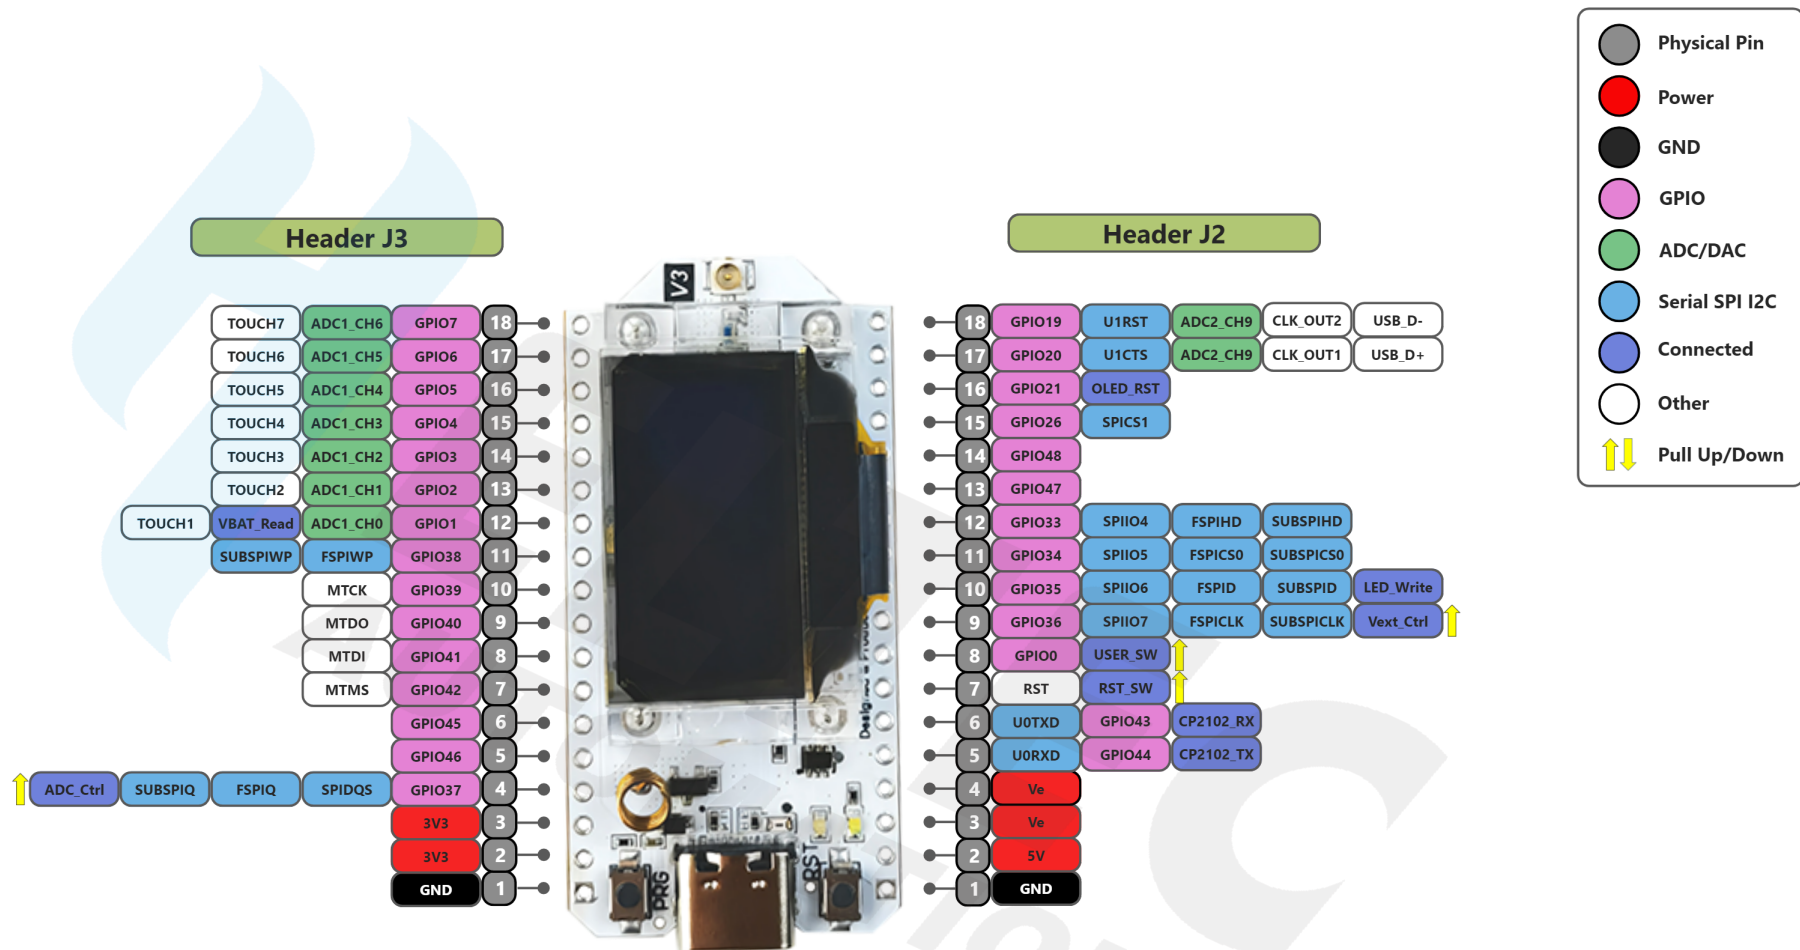 Physical Pin
Power
GND
GPIO
ADC/DAC
Serial SPI I2C
Connected
Other
Pull Up/Down
Header J3
TOUCH7 ADC1_CH6 GPIO7 18
TOUCH6 ADC1_CH5 GPIO6 17
TOUCH5 ADC1_CH4 GPIO5 16
TOUCH4 ADC1_CH3 GPIO4 15
TOUCH3 ADC1_CH2 GPIO3 14
TOUCH2 ADC1_CH1 GPIO2 13
TOUCH1 VBAT_Read ADC1_CH0 GPIO1 12
SUBSPIWP FSPIWP GPIO38 11
MTCK GPIO39 10
MTDO GPIO40 9
MTDI GPIO41 8
MTMS GPIO42 7
GPIO45 6
GPIO46 5
ADC_Ctrl SUBSPIQ FSPIQ SPIDQS GPIO37 4
3V3 3
3V3 2
GND 1
V3
PRG
RST
Header J2
18 GPIO19 U1RST ADC2_CH9 CLK_OUT2 USB_D-
17 GPIO20 U1CTS ADC2_CH9 CLK_OUT1 USB_D+
16 GPIO21 OLED_RST
15 GPIO26 SPICS1
14 GPIO48
13 GPIO47
12 GPIO33 SPIIO4 FSPIHD SUBSPIHD
11 GPIO34 SPIIO5 FSPICS0 SUBSPICS0
10 GPIO35 SPIIO6 FSPID SUBSPID LED_Write
9 GPIO36 SPIIO7 FSPICLK SUBSPICLK Vext_Ctrl
8 GPIO0 USER_SW
7 RST RST_SW
6 U0TXD GPIO43 CP2102_RX
5 U0RXD GPIO44 CP2102_TX
4 Ve
3 Ve
2 5V
1 GND